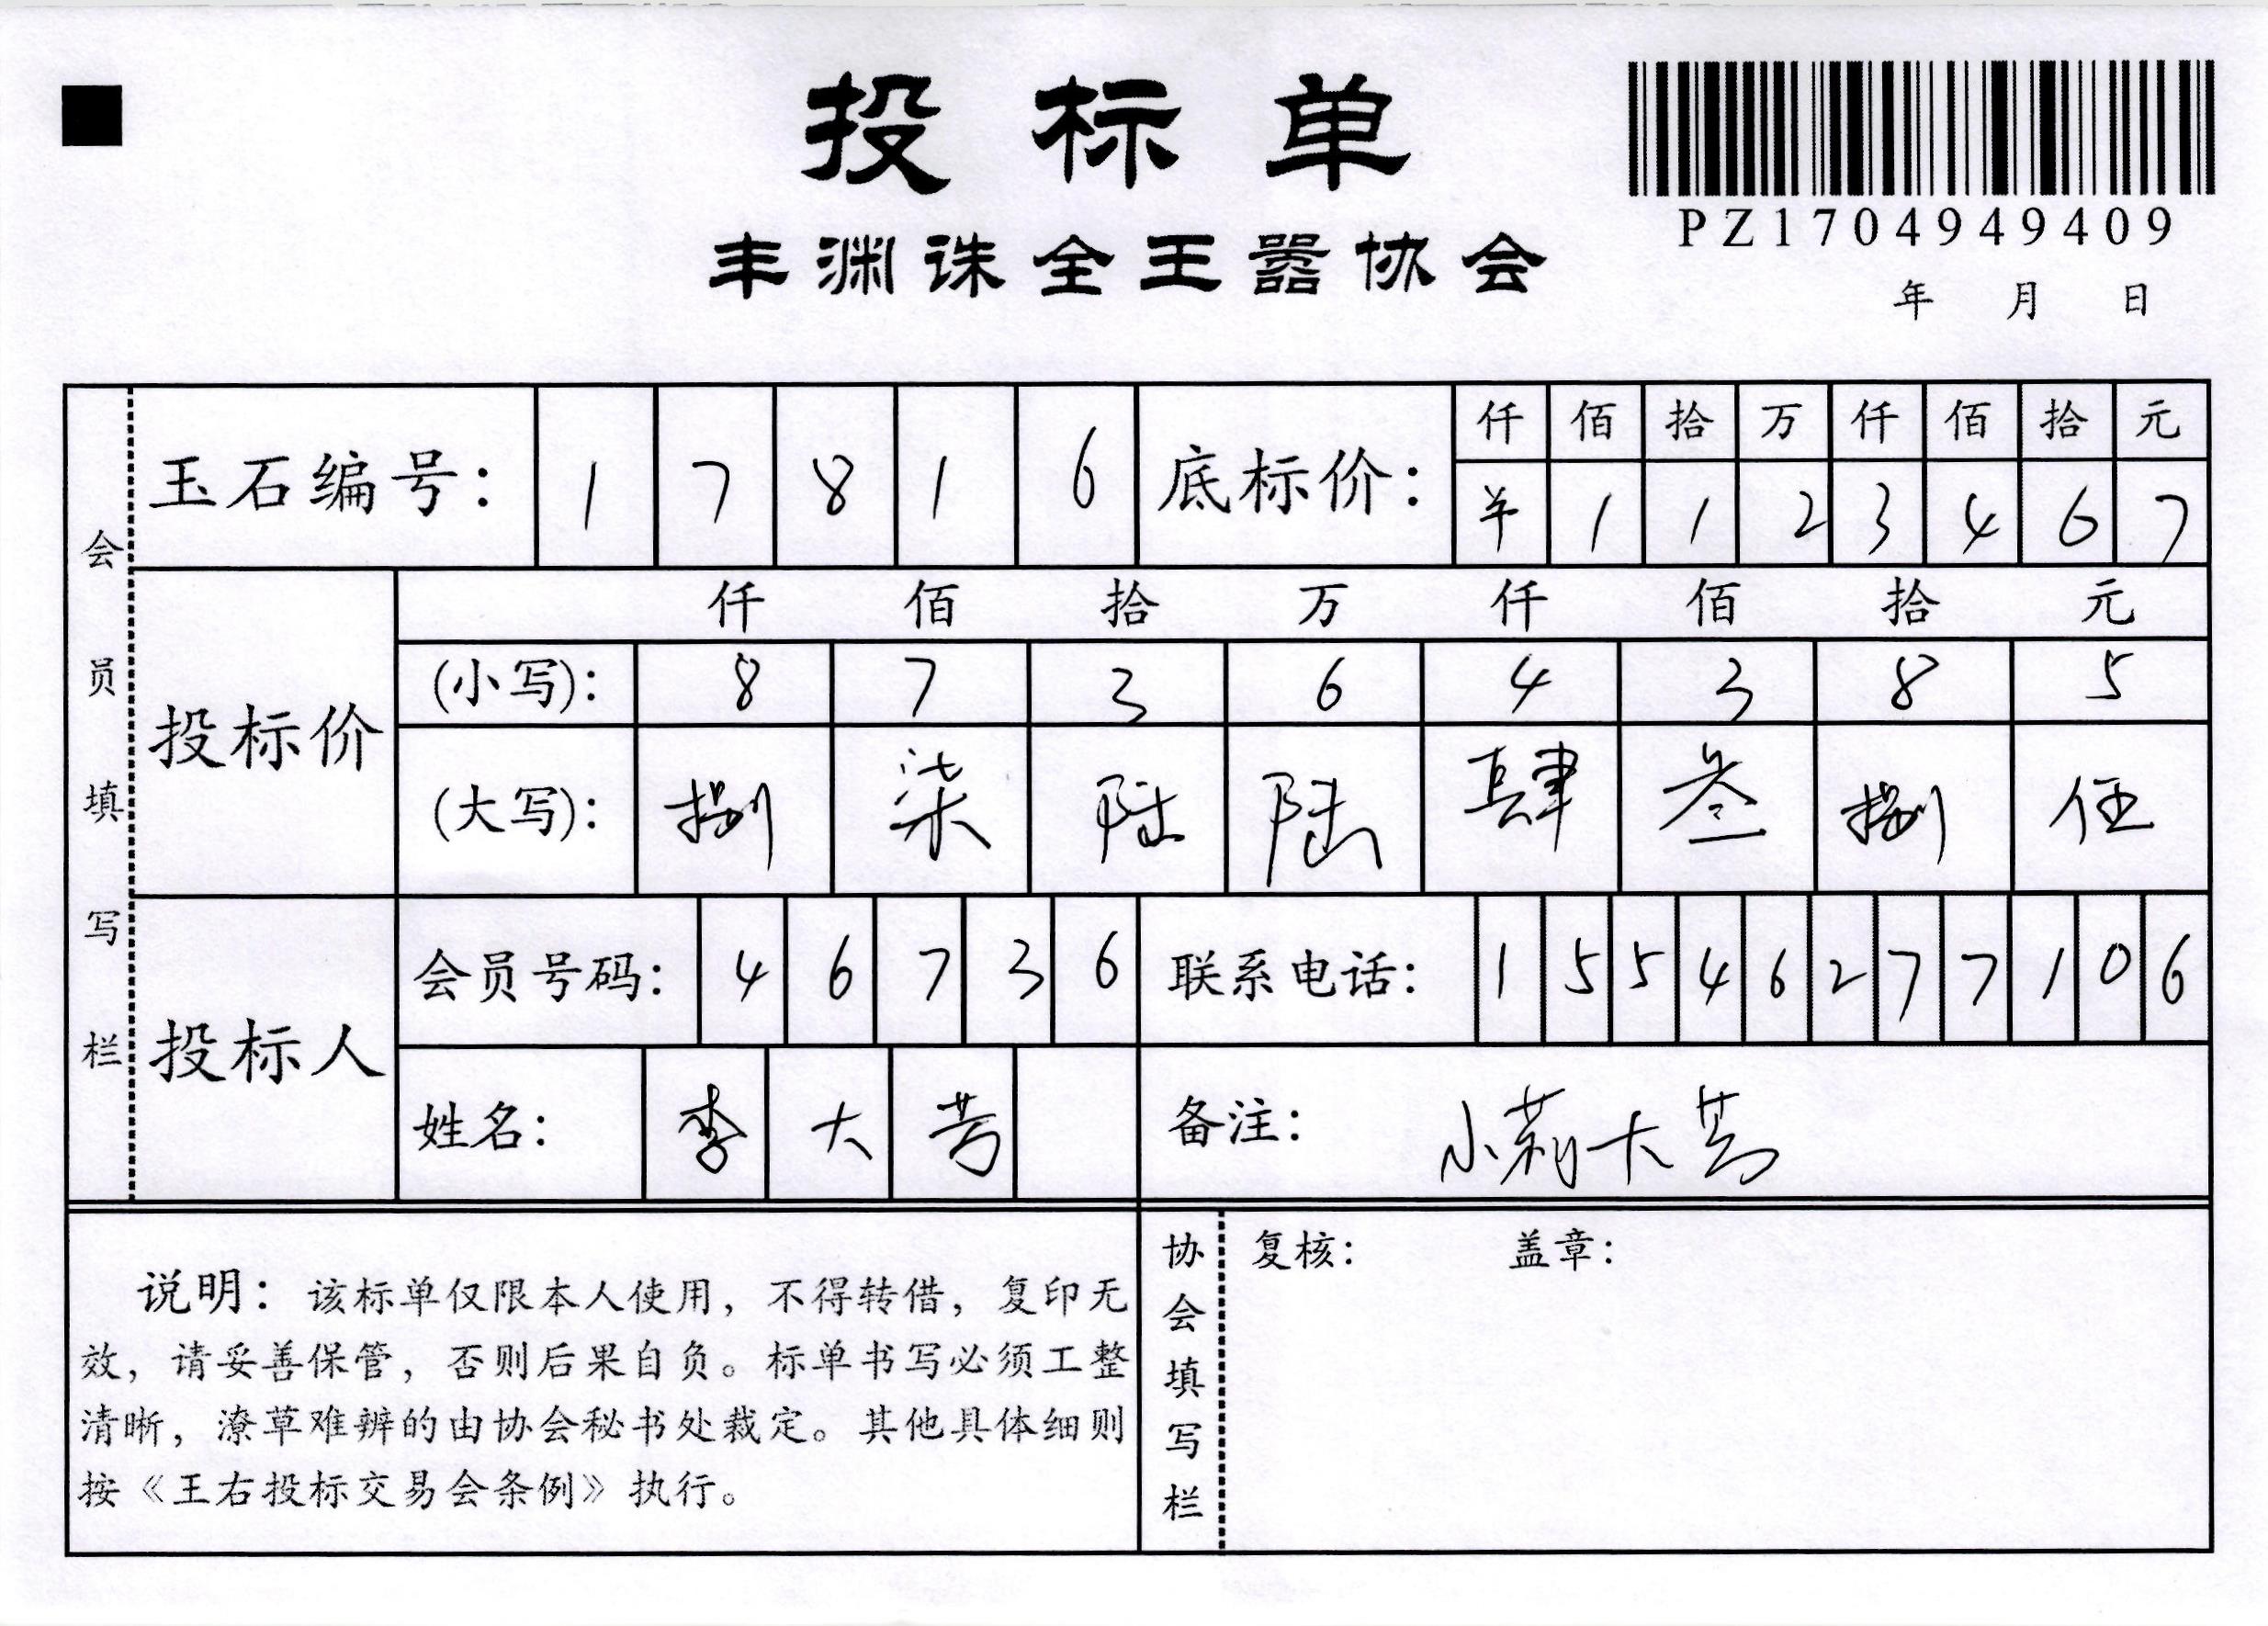 投标单
丰渊诛全王嚣协会
PZ1704949409
年 月 日
会员填写栏
玉石编号: 1 7 8 1 6
底标价: 仟 佰 拾 万 仟 佰 拾 元
¥ 1 1 2 3 4 6 7
投标价
仟 佰 拾 万 仟 佰 拾 元
(小写): 8 7 3 6 4 3 8 5
(大写): 捌 柒 陆 陆 肆 叁 捌 伍
投标人
会员号码: 4 6 7 3 6
联系电话: 1 5 5 4 6 2 7 7 1 0 6
姓名: 李 大 芳
备注: 小莉大芳
说明: 该标单仅限本人使用, 不得转借, 复印无
效, 请妥善保管, 否则后果自负。标单书写必须工整
清晰, 潦草难辨的由协会秘书处裁定。其他具体细则
按《王右投标交易会条例》执行。
协会填写栏
复核: 盖章: